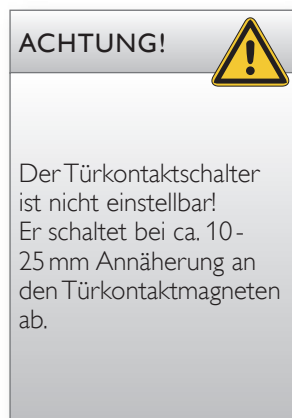 ACHTUNG!
Der Türkontaktschalter
ist nicht einstellbar!
Er schaltet bei ca. 10 -
25 mm Annäherung an
den Türkontaktmagneten
ab.